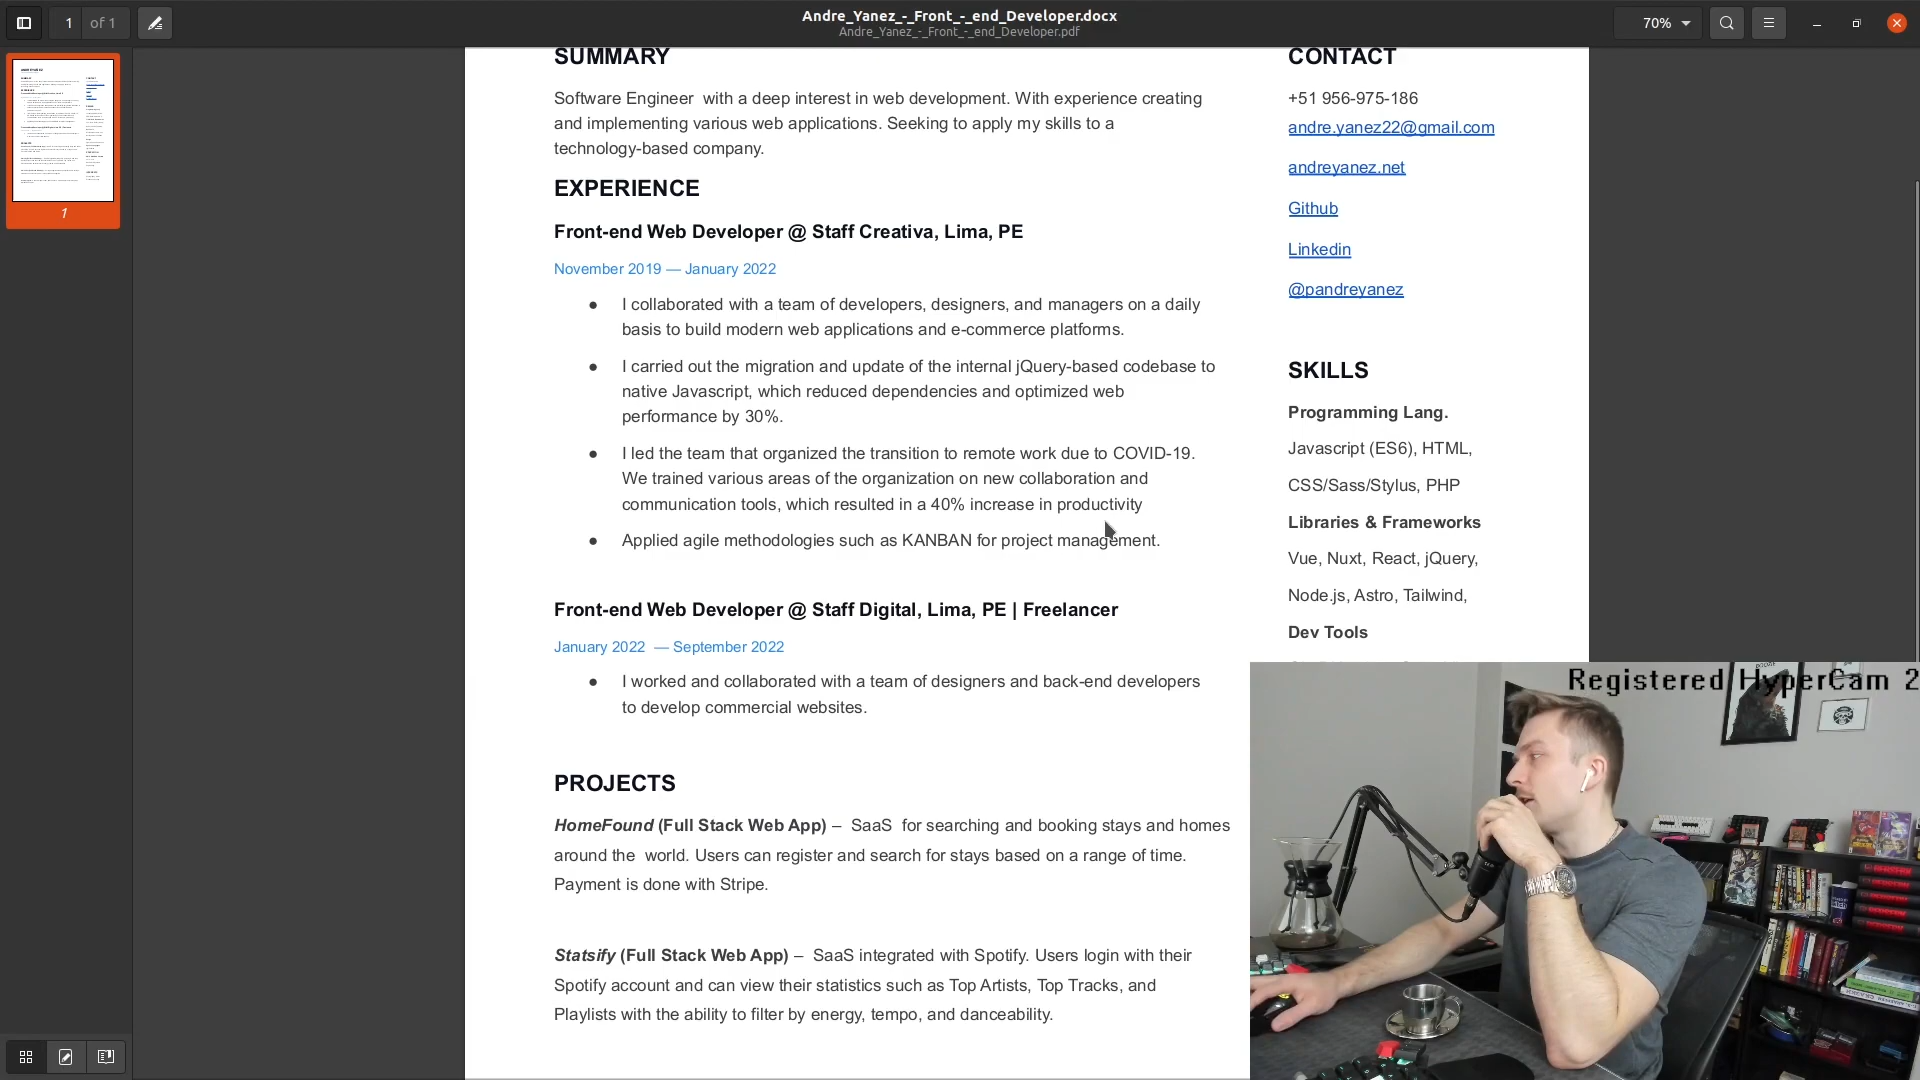 1
of 1
Andre_Yanez_-_Front_-_end_Developer.docx
Andre_Yanez_-_Front_-_end_Developer.pdf
70%
1
SUMMARY
Software Engineer with a deep interest in web development. With experience creating
and implementing various web applications. Seeking to apply my skills to a
technology-based company.
EXPERIENCE
Front-end Web Developer @ Staff Creativa, Lima, PE
November 2019 — January 2022
● I collaborated with a team of developers, designers, and managers on a daily
basis to build modern web applications and e-commerce platforms.
● I carried out the migration and update of the internal jQuery-based codebase to
native Javascript, which reduced dependencies and optimized web
performance by 30%.
● I led the team that organized the transition to remote work due to COVID-19.
We trained various areas of the organization on new collaboration and
communication tools, which resulted in a 40% increase in productivity
● Applied agile methodologies such as KANBAN for project management.
Front-end Web Developer @ Staff Digital, Lima, PE | Freelancer
January 2022 — September 2022
● I worked and collaborated with a team of designers and back-end developers
to develop commercial websites.
PROJECTS
HomeFound (Full Stack Web App) – SaaS for searching and booking stays and homes
around the world. Users can register and search for stays based on a range of time.
Payment is done with Stripe.
Statsify (Full Stack Web App) – SaaS integrated with Spotify. Users login with their
Spotify account and can view their statistics such as Top Artists, Top Tracks, and
Playlists with the ability to filter by energy, tempo, and danceability.
CONTACT
+51 956-975-186
andre.yanez22@gmail.com
andreyanez.net
Github
Linkedin
@pandreyanez
SKILLS
Programming Lang.
Javascript (ES6), HTML,
CSS/Sass/Stylus, PHP
Libraries & Frameworks
Vue, Nuxt, React, jQuery,
Node.js, Astro, Tailwind,
Dev Tools
Registered HyperCam 2